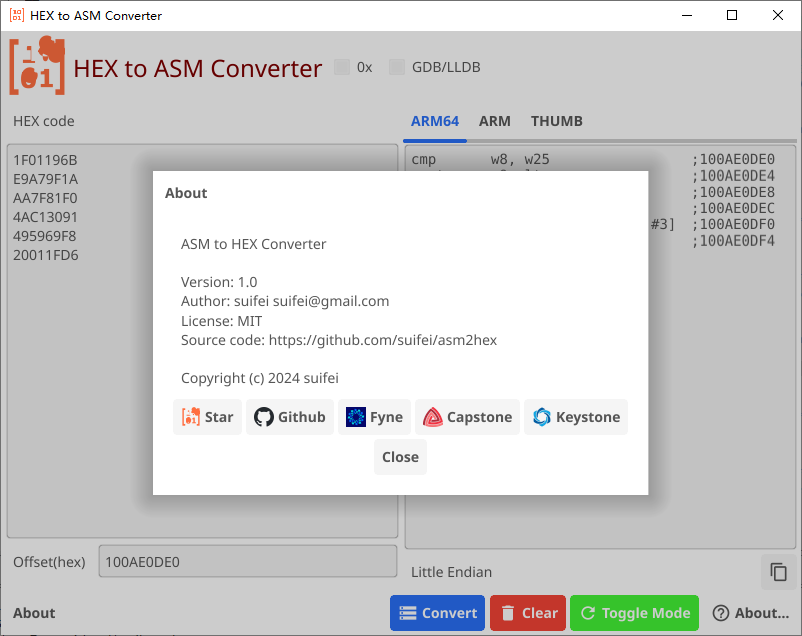 HEX to ASM Converter
HEX to ASM Converter
0x
GDB/LLDB
HEX code
ARM64 ARM THUMB
1F01196B
E9A79F1A
AA7F81F0
4AC13091
495969F8
20011FD6
cmp w8, w25 ;100AE0DE0
;100AE0DE4
;100AE0DE8
;100AE0DEC
#3] ;100AE0DF0
;100AE0DF4
About
ASM to HEX Converter
Version: 1.0
Author: suifei suifei@gmail.com
License: MIT
Source code: https://github.com/suifei/asm2hex
Copyright (c) 2024 suifei
Star Github Fyne Capstone Keystone
Close
Offset(hex) 100AE0DE0
Little Endian
About
Convert Clear Toggle Mode About...